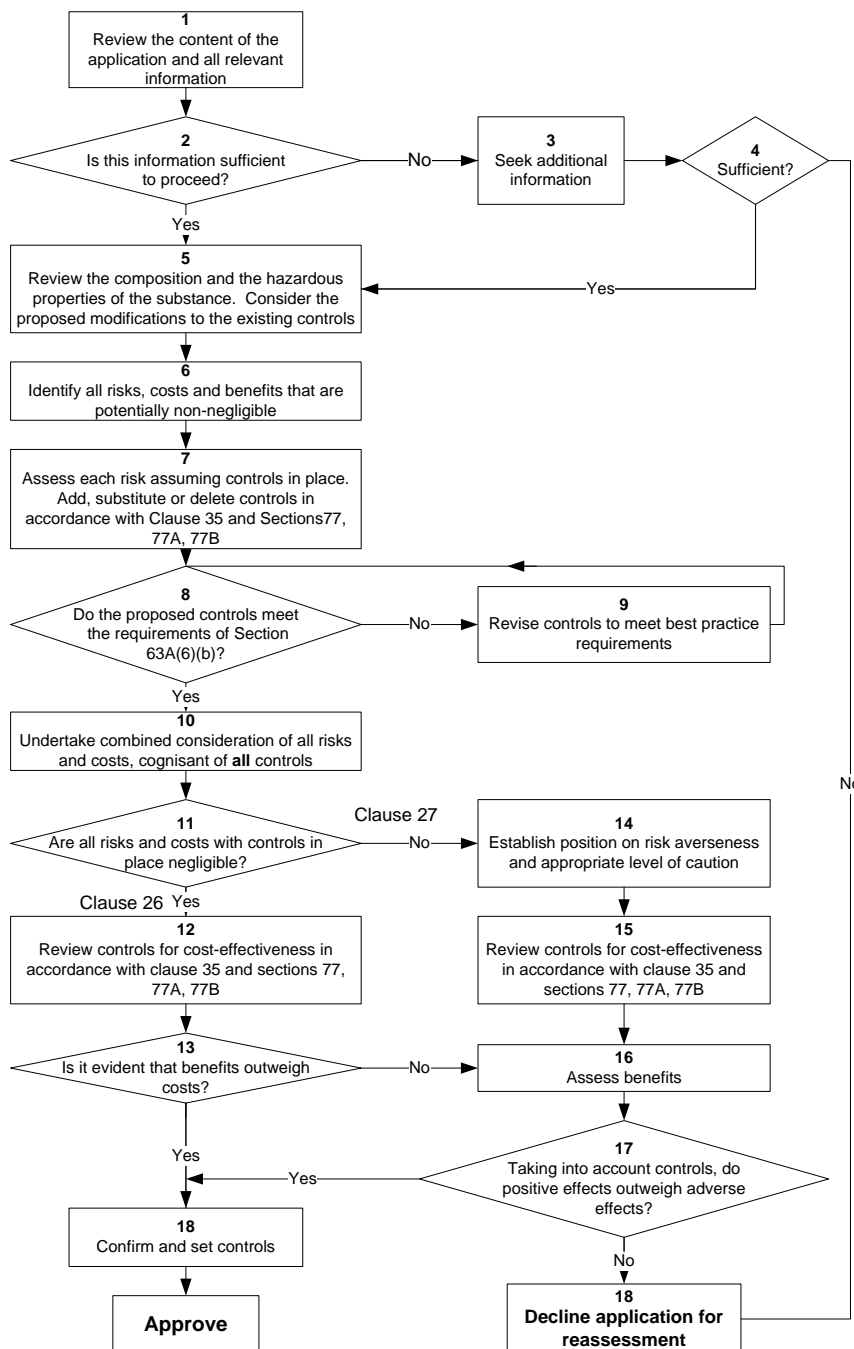 1
Review the content of the
application and all relevant
information
2
Is this information sufficient
to proceed?
No
3
Seek additional
information
4
Sufficient?
Yes
5
Review the composition and the hazardous
properties of the substance.  Consider the
proposed modifications to the existing controls
Yes
6
Identify all risks, costs and benefits that are
potentially non-negligible
7
Assess each risk assuming controls in place.
Add, substitute or delete controls in
accordance with Clause 35 and Sections77,
77A, 77B
8
Do the proposed controls meet
the requirements of Section
63A(6)(b)?
No
9
Revise controls to meet best practice
requirements
Yes
10
Undertake combined consideration of all risks
and costs, cognisant of all controls
No
11
Are all risks and costs with controls in
place negligible?
Clause 27
No
14
Establish position on risk averseness
and appropriate level of caution
Clause 26
Yes
12
Review controls for cost-effectiveness in
accordance with clause 35 and sections 77,
77A, 77B
15
Review controls for cost-effectiveness
in accordance with clause 35 and
sections 77, 77A, 77B
13
Is it evident that benefits outweigh
costs?
No
16
Assess benefits
Yes
Yes
17
Taking into account controls, do
positive effects outweigh adverse
effects?
18
Confirm and set controls
No
Approve
18
Decline application for
reassessment